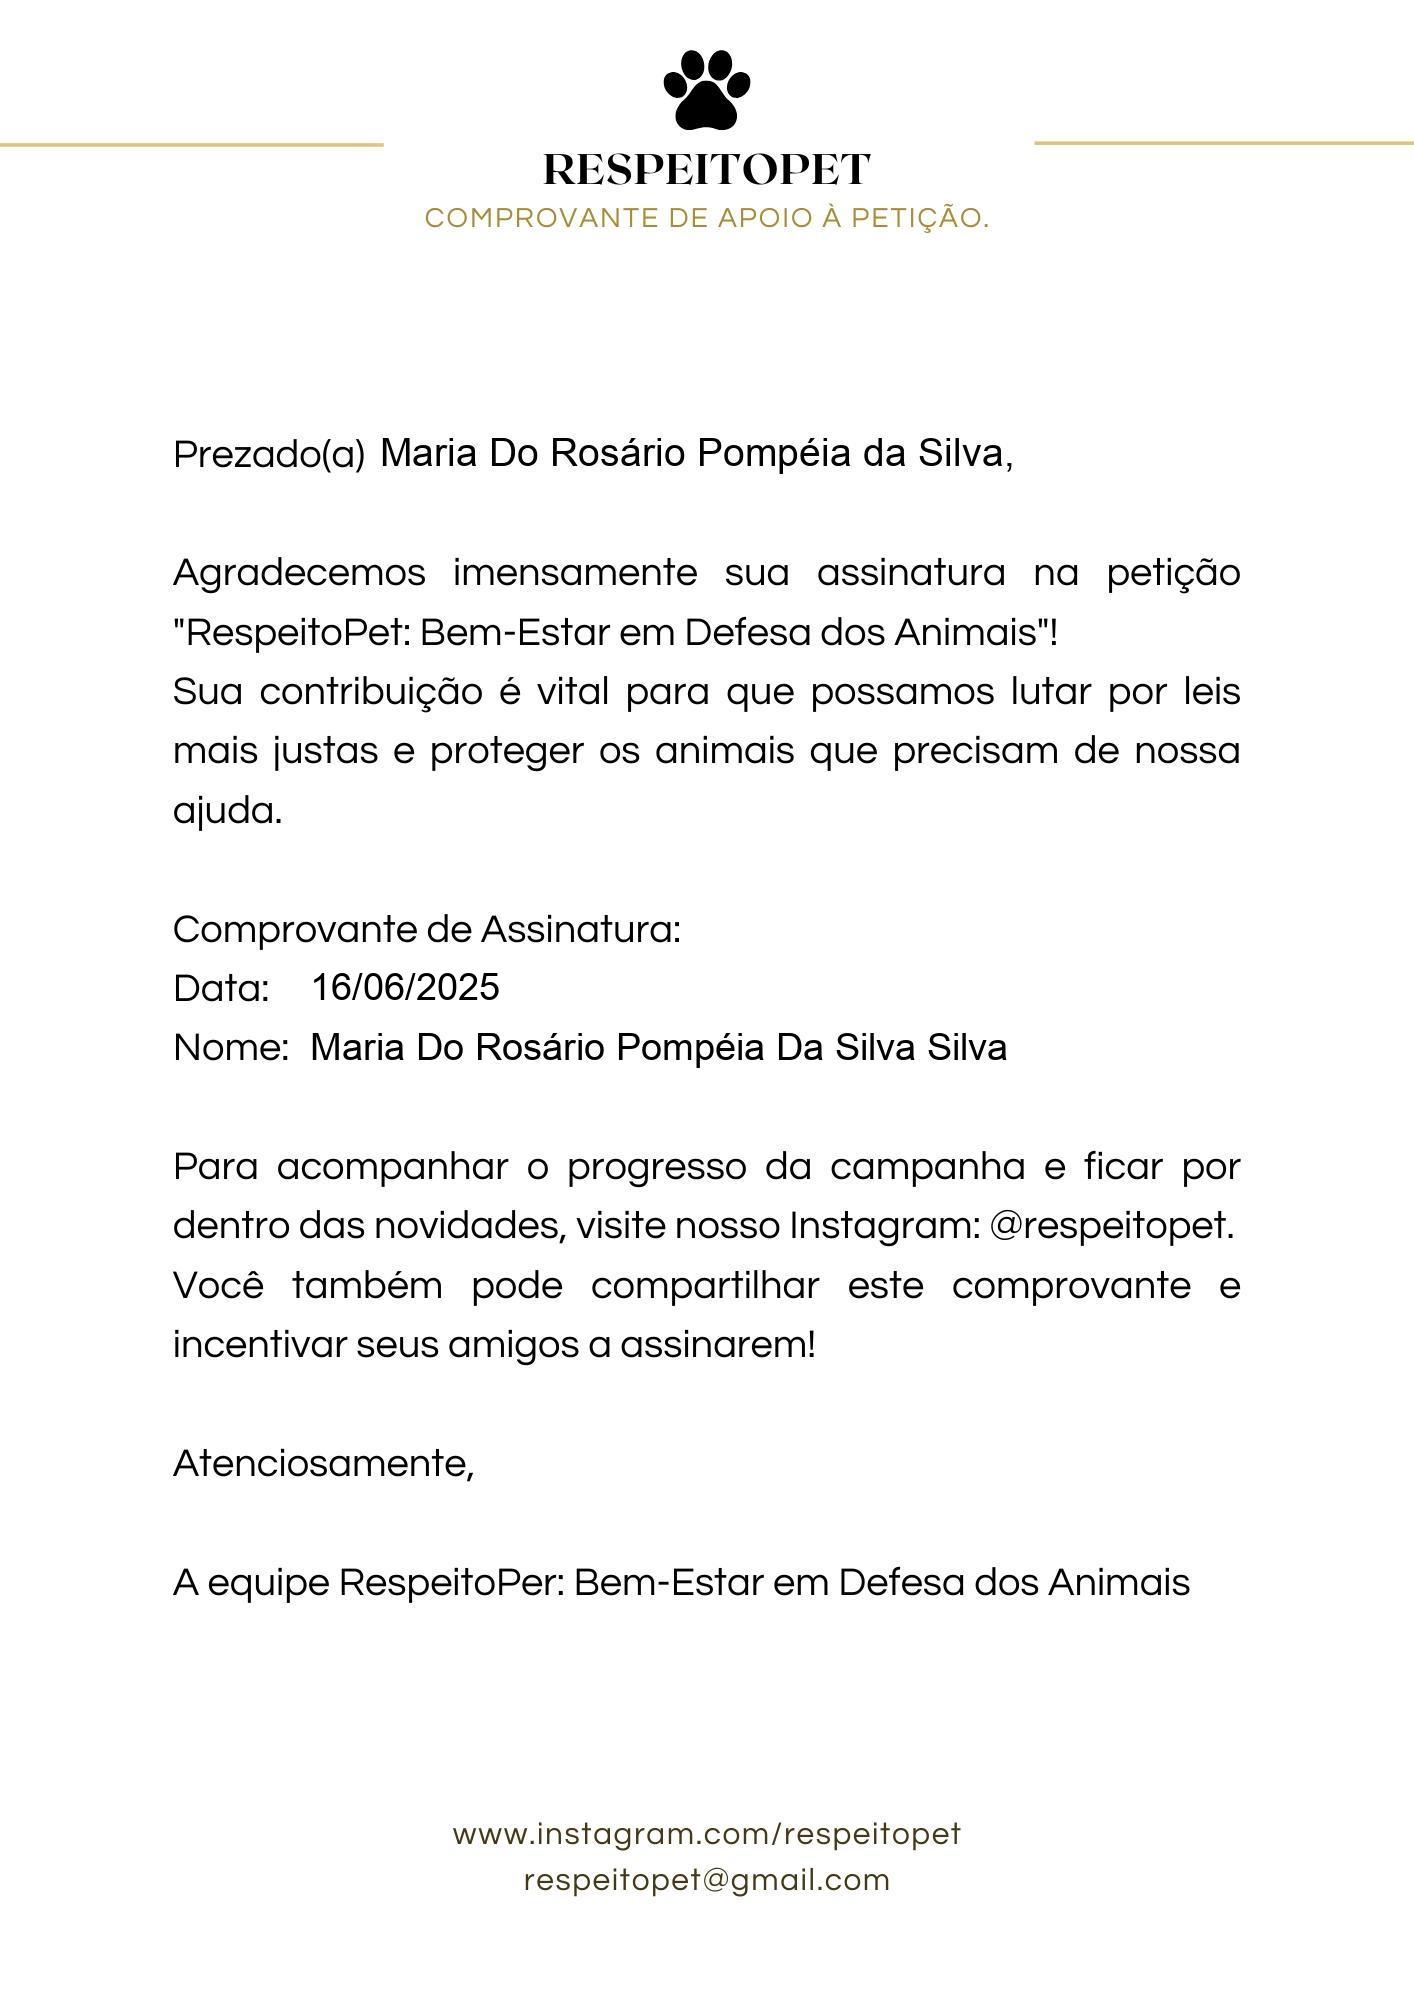 RESPEITOPET
COMPROVANTE DE APOIO À PETIÇÃO.
Prezado(a) Maria Do Rosário Pompéia da Silva,
Agradecemos imensamente sua assinatura na petição
"RespeitoPet: Bem-Estar em Defesa dos Animais"!
Sua contribuição é vital para que possamos lutar por leis
mais justas e proteger os animais que precisam de nossa
ajuda.
Comprovante de Assinatura:
Data: 16/06/2025
Nome: Maria Do Rosário Pompéia Da Silva Silva
Para acompanhar o progresso da campanha e ficar por
dentro das novidades, visite nosso Instagram: @respeitopet.
Você também pode compartilhar este comprovante e
incentivar seus amigos a assinarem!
Atenciosamente,
A equipe RespeitoPer: Bem-Estar em Defesa dos Animais
www.instagram.com/respeitopet
respeitopet@gmail.com